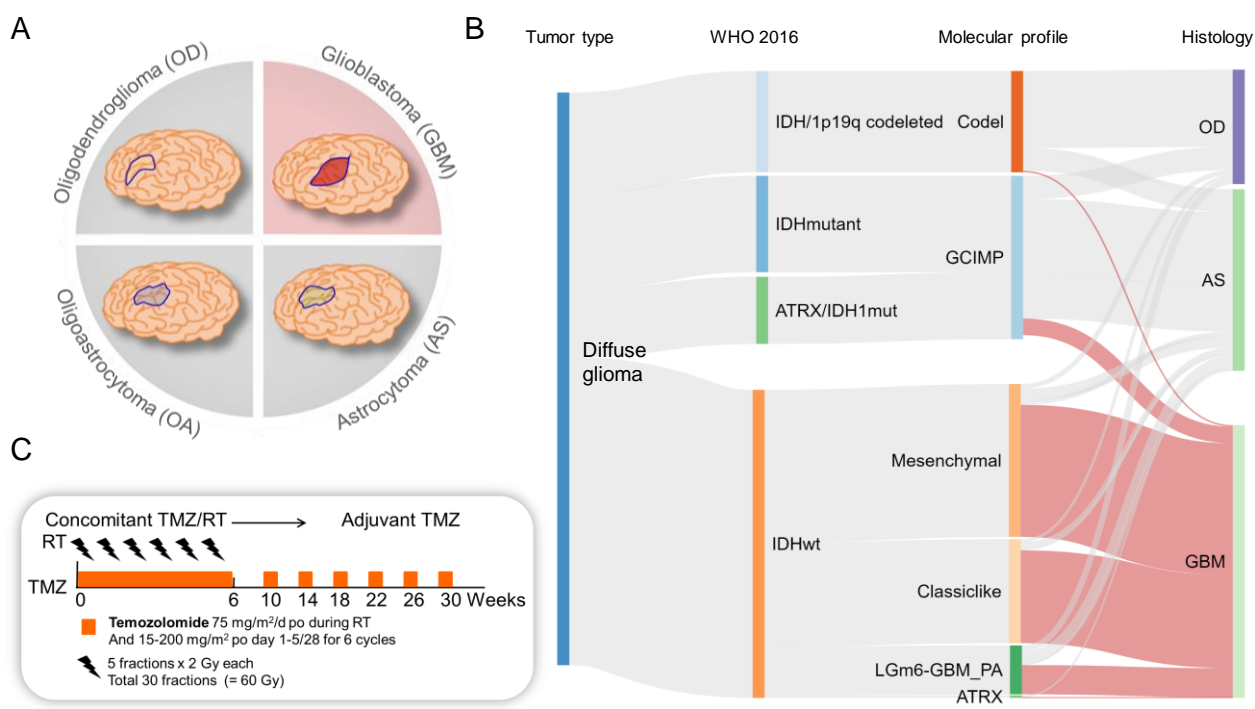 A
Oligodendroglioma (OD)
Glioblastoma (GBM)
Oligoastrocytoma (OA)
Astrocytoma (AS)
B
Tumor type
WHO 2016
Molecular profile
Histology
Diffuse
glioma
IDH/1p19q codeleted
IDHmutant
ATRX/IDH1mut
IDHwt
Codel
GCIMP
Mesenchymal
Classiclike
LGm6-GBM_PA
ATRX
OD
AS
GBM
C
Concomitant TMZ/RT
Adjuvant TMZ
RT
TMZ
0 6 10 14 18 22 26 30 Weeks
Temozolomide 75 mg/m²/d po during RT
And 15-200 mg/m² po day 1-5/28 for 6 cycles
5 fractions x 2 Gy each
Total 30 fractions (= 60 Gy)